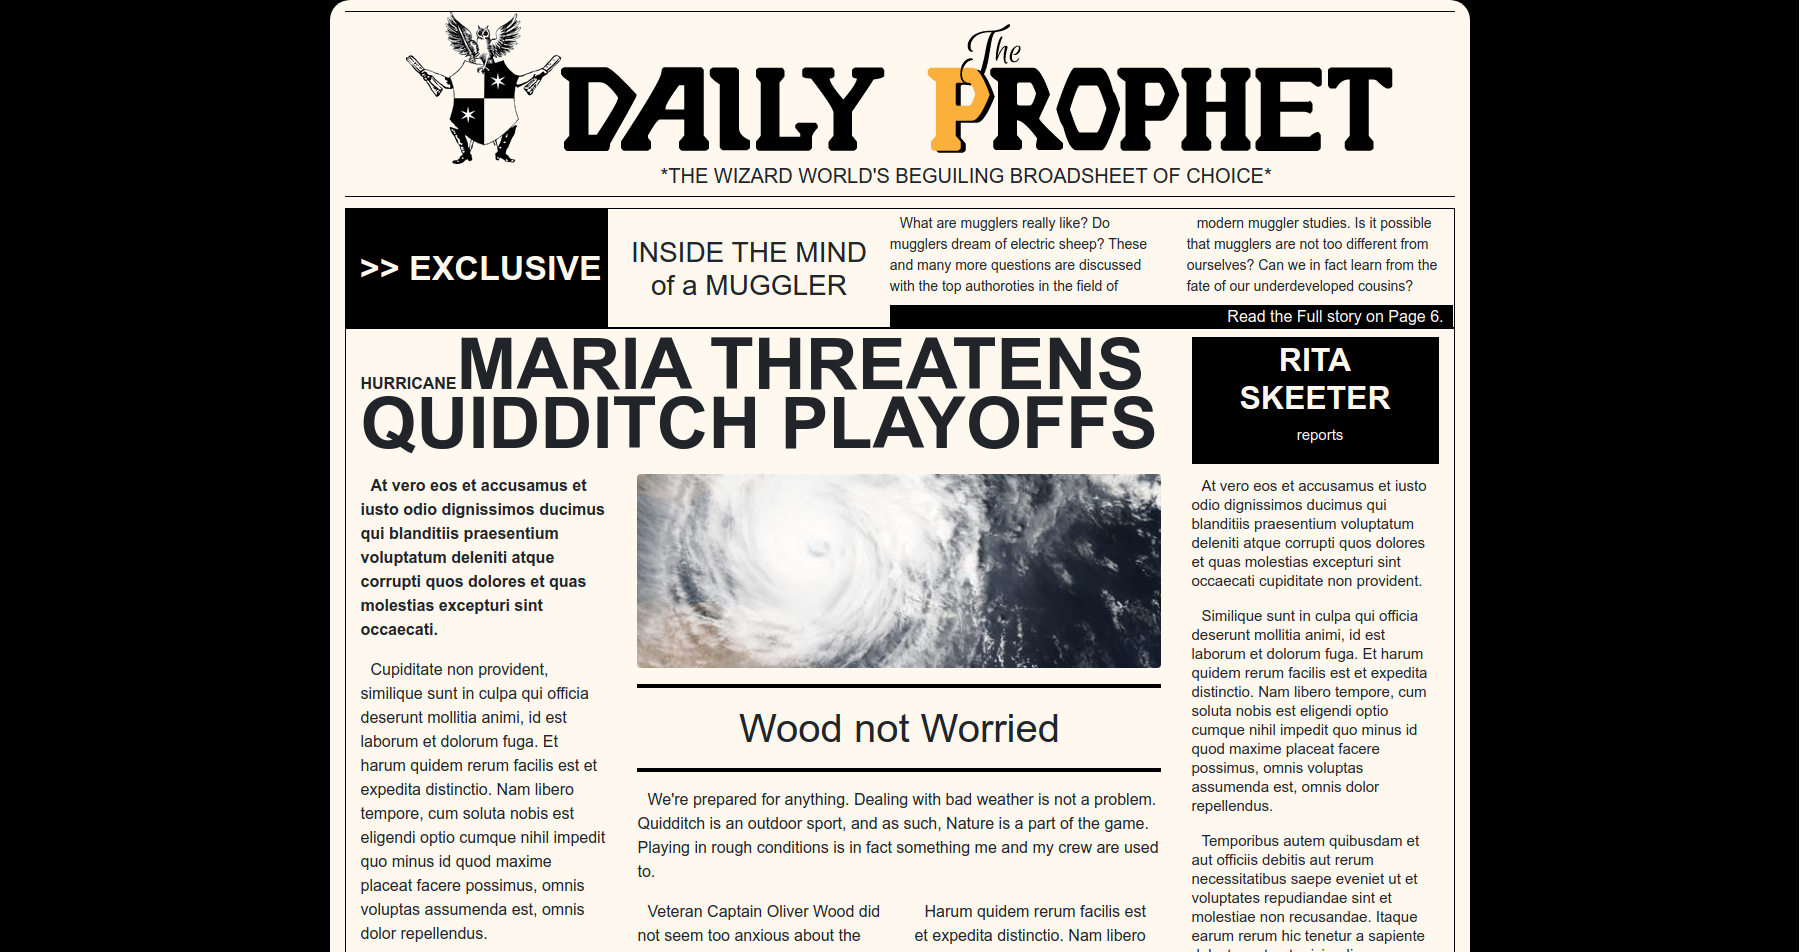 The
DAILY PROPHET
*THE WIZARD WORLD'S BEGUILING BROADSHEET OF CHOICE*
>> EXCLUSIVE
INSIDE THE MIND
of a MUGGLER
What are mugglers really like? Do
mugglers dream of electric sheep? These
and many more questions are discussed
with the top authoroties in the field of
modern muggler studies. Is it possible
that mugglers are not too different from
ourselves? Can we in fact learn from the
fate of our underdeveloped cousins?
Read the Full story on Page 6.
HURRICANE MARIA THREATENS
QUIDDITCH PLAYOFFS
At vero eos et accusamus et
iusto odio dignissimos ducimus
qui blanditiis praesentium
voluptatum deleniti atque
corrupti quos dolores et quas
molestias excepturi sint
occaecati.
Cupiditate non provident,
similique sunt in culpa qui officia
deserunt mollitia animi, id est
laborum et dolorum fuga. Et
harum quidem rerum facilis est et
expedita distinctio. Nam libero
tempore, cum soluta nobis est
eligendi optio cumque nihil impedit
quo minus id quod maxime
placeat facere possimus, omnis
voluptas assumenda est, omnis
dolor repellendus.
Wood not Worried
We're prepared for anything. Dealing with bad weather is not a problem.
Quidditch is an outdoor sport, and as such, Nature is a part of the game.
Playing in rough conditions is in fact something me and my crew are used
to.
Veteran Captain Oliver Wood did
not seem too anxious about the
Harum quidem rerum facilis est
et expedita distinctio. Nam libero
RITA
SKEETER
reports
At vero eos et accusamus et iusto
odio dignissimos ducimus qui
blanditiis praesentium voluptatum
deleniti atque corrupti quos dolores
et quas molestias excepturi sint
occaecati cupiditate non provident.
Similique sunt in culpa qui officia
deserunt mollitia animi, id est
laborum et dolorum fuga. Et harum
quidem rerum facilis est et expedita
distinctio. Nam libero tempore, cum
soluta nobis est eligendi optio
cumque nihil impedit quo minus id
quod maxime placeat facere
possimus, omnis voluptas
assumenda est, omnis dolor
repellendus.
Temporibus autem quibusdam et
aut officiis debitis aut rerum
necessitatibus saepe eveniet ut et
voluptates repudiandae sint et
molestiae non recusandae. Itaque
earum rerum hic tenetur a sapiente